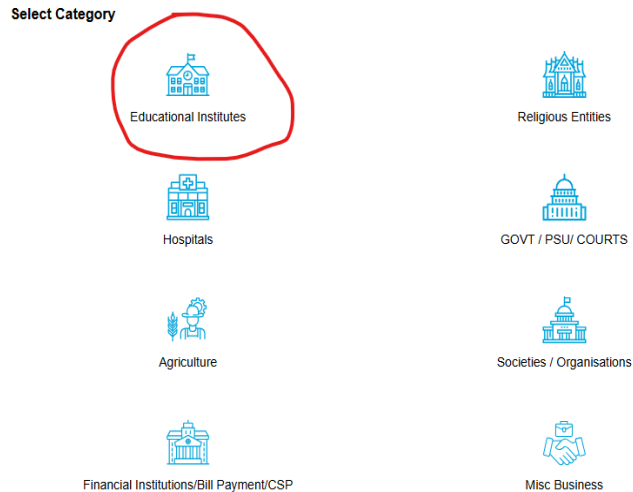 Select Category
Educational Institutes
Religious Entities
Hospitals
GOVT / PSU/ COURTS
Agriculture
Societies / Organisations
Financial Institutions/Bill Payment/CSP
Misc Business